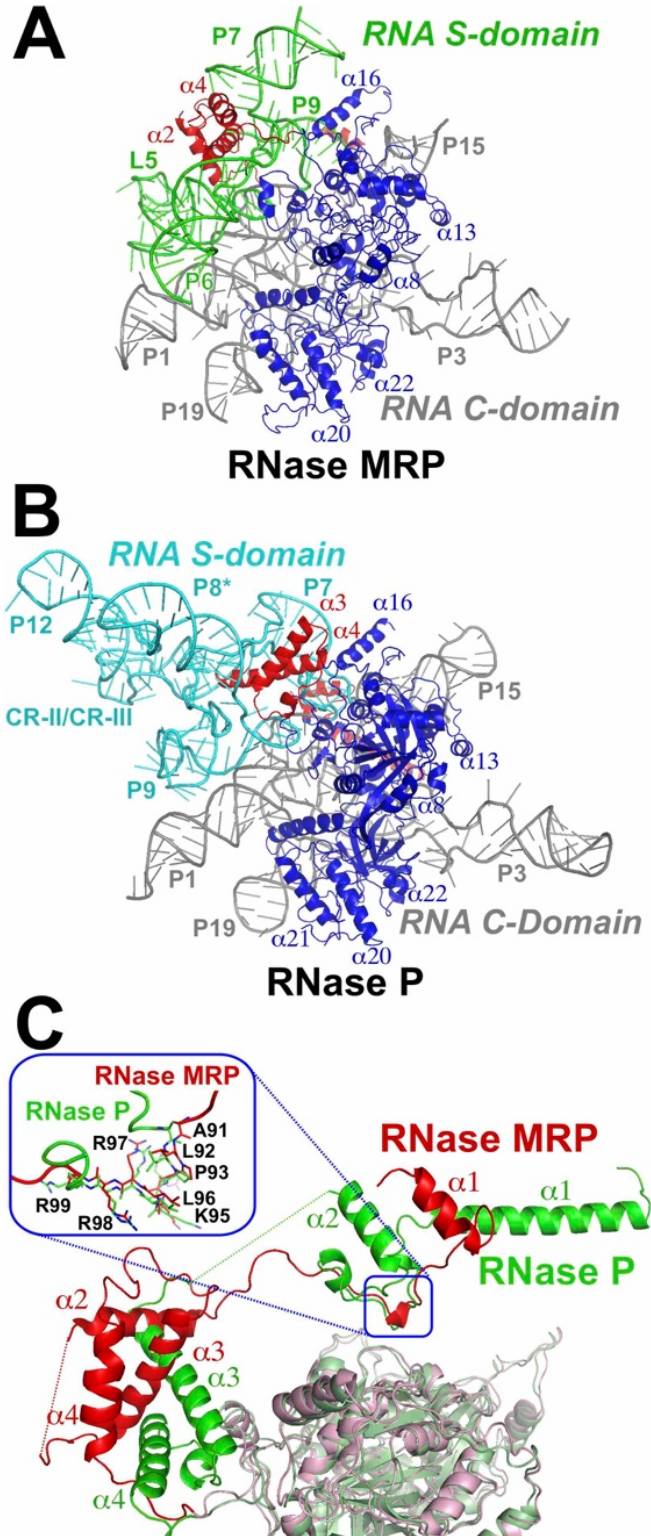 A
RNA S-domain
P7
α4
α16
α2
P9
P15
L5
α13
P6
α8
P1
P3
α22
P19
RNA C-domain
α20
RNase MRP
B
RNA S-domain
P8*
P7
α3
α16
P12
α4
P15
CR-II/CR-III
α13
P9
α8
P1
P3
α22
P19
RNA C-Domain
α21
α20
RNase P
C
RNase MRP
RNase P
A91
R97
L92
P93
R99
L96
K95
R98
RNase MRP
α1
α1
α2
RNase P
α2
α3
α3
α4
α4